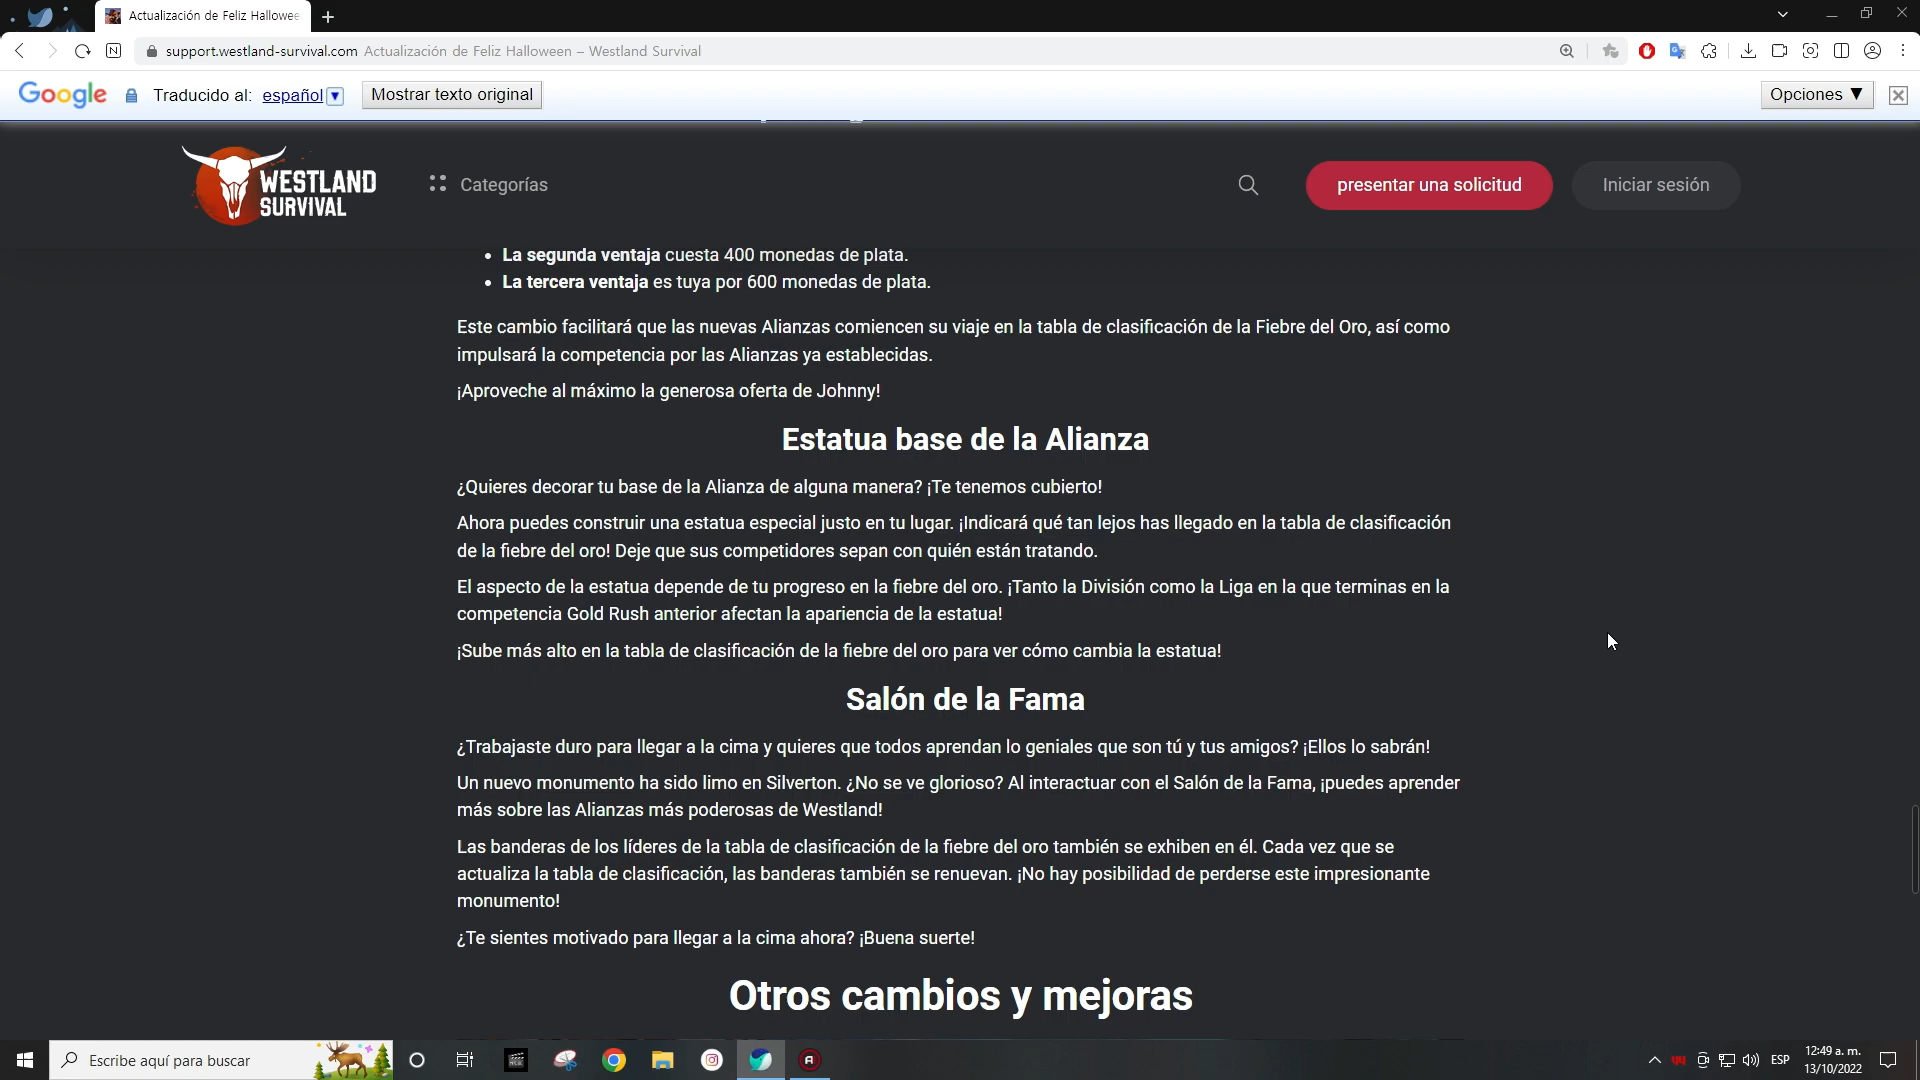 Actualización de Feliz Hallowee
support.westland-survival.com Actualización de Feliz Halloween – Westland Survival
Google Traducido al: español Mostrar texto original Opciones
WESTLAND SURVIVAL
Categorías
presentar una solicitud
Iniciar sesión
La segunda ventaja cuesta 400 monedas de plata.
La tercera ventaja es tuya por 600 monedas de plata.
Este cambio facilitará que las nuevas Alianzas comiencen su viaje en la tabla de clasificación de la Fiebre del Oro, así como
impulsará la competencia por las Alianzas ya establecidas.
¡Aproveche al máximo la generosa oferta de Johnny!
Estatua base de la Alianza
¿Quieres decorar tu base de la Alianza de alguna manera? ¡Te tenemos cubierto!
Ahora puedes construir una estatua especial justo en tu lugar. ¡Indicará qué tan lejos has llegado en la tabla de clasificación
de la fiebre del oro! Deje que sus competidores sepan con quién están tratando.
El aspecto de la estatua depende de tu progreso en la fiebre del oro. ¡Tanto la División como la Liga en la que terminas en la
competencia Gold Rush anterior afectan la apariencia de la estatua!
¡Sube más alto en la tabla de clasificación de la fiebre del oro para ver cómo cambia la estatua!
Salón de la Fama
¿Trabajaste duro para llegar a la cima y quieres que todos aprendan lo geniales que son tú y tus amigos? ¡Ellos lo sabrán!
Un nuevo monumento ha sido limo en Silverton. ¿No se ve glorioso? Al interactuar con el Salón de la Fama, ¡puedes aprender
más sobre las Alianzas más poderosas de Westland!
Las banderas de los líderes de la tabla de clasificación de la fiebre del oro también se exhiben en él. Cada vez que se
actualiza la tabla de clasificación, las banderas también se renuevan. ¡No hay posibilidad de perderse este impresionante
monumento!
¿Te sientes motivado para llegar a la cima ahora? ¡Buena suerte!
Otros cambios y mejoras
Escribe aquí para buscar
ESP
12:49 a. m.
13/10/2022